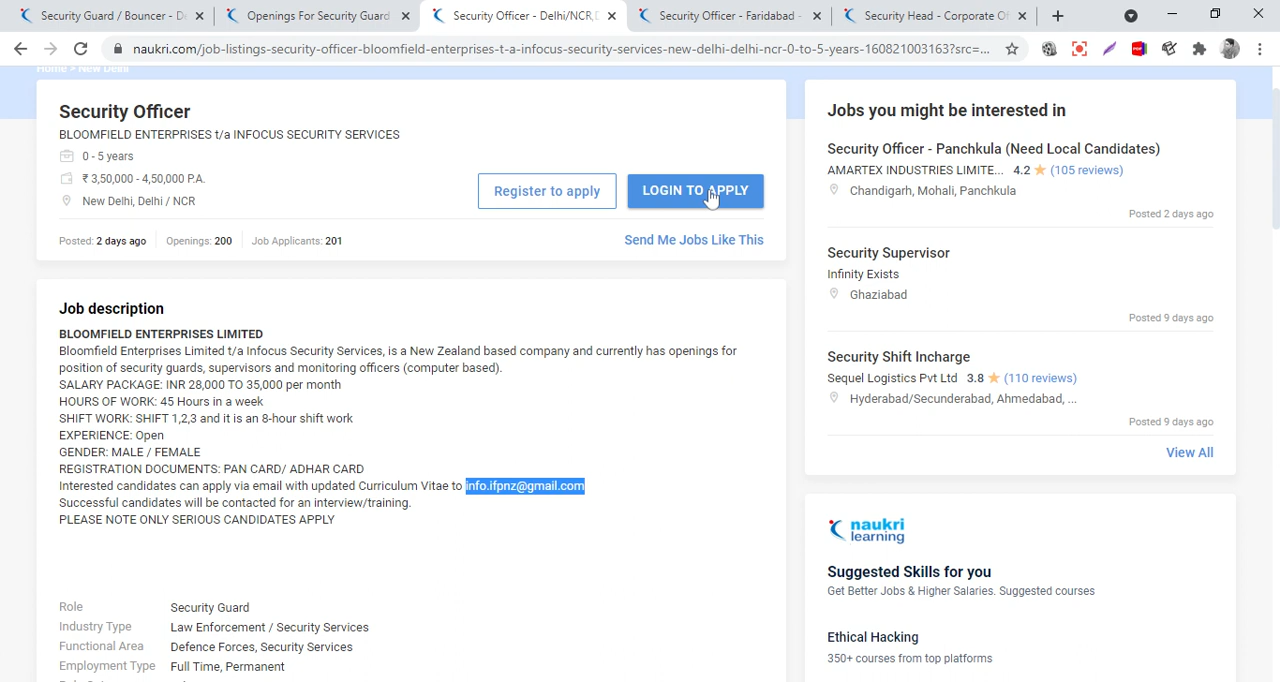 Security Guard / Bouncer - De
Openings For Security Guard
Security Officer - Delhi/NCR,D
Security Officer - Faridabad -
Security Head - Corporate Of
naukri.com/job-listings-security-officer-bloomfield-enterprises-t-a-infocus-security-services-new-delhi-delhi-ncr-0-to-5-years-160821003163?src=...
Home > New Delhi
Security Officer
BLOOMFIELD ENTERPRISES t/a INFOCUS SECURITY SERVICES
0 - 5 years
₹ 3,50,000 - 4,50,000 P.A.
New Delhi, Delhi / NCR
Register to apply
LOGIN TO APPLY
Posted: 2 days ago
Openings: 200
Job Applicants: 201
Send Me Jobs Like This
Job description
BLOOMFIELD ENTERPRISES LIMITED
Bloomfield Enterprises Limited t/a Infocus Security Services, is a New Zealand based company and currently has openings for
position of security guards, supervisors and monitoring officers (computer based).
SALARY PACKAGE: INR 28,000 TO 35,000 per month
HOURS OF WORK: 45 Hours in a week
SHIFT WORK: SHIFT 1,2,3 and it is an 8-hour shift work
EXPERIENCE: Open
GENDER: MALE / FEMALE
REGISTRATION DOCUMENTS: PAN CARD/ ADHAR CARD
Interested candidates can apply via email with updated Curriculum Vitae to info.ifpnz@gmail.com
Successful candidates will be contacted for an interview/training.
PLEASE NOTE ONLY SERIOUS CANDIDATES APPLY
Role Security Guard
Industry Type Law Enforcement / Security Services
Functional Area Defence Forces, Security Services
Employment Type Full Time, Permanent
Jobs you might be interested in
Security Officer - Panchkula (Need Local Candidates)
AMARTEX INDUSTRIES LIMITE... 4.2 ★ (105 reviews)
Chandigarh, Mohali, Panchkula
Posted 2 days ago
Security Supervisor
Infinity Exists
Ghaziabad
Posted 9 days ago
Security Shift Incharge
Sequel Logistics Pvt Ltd 3.8 ★ (110 reviews)
Hyderabad/Secunderabad, Ahmedabad, ...
Posted 9 days ago
View All
naukri
learning
Suggested Skills for you
Get Better Jobs & Higher Salaries. Suggested courses
Ethical Hacking
350+ courses from top platforms